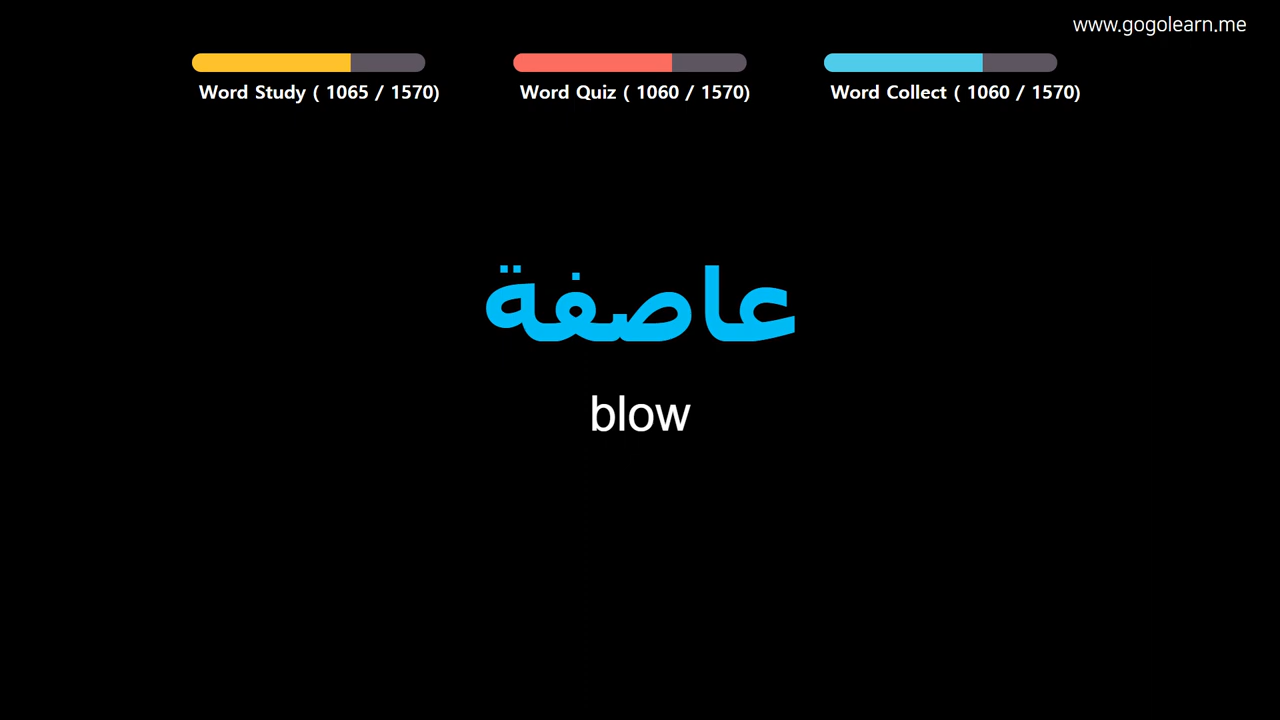 www.gogolearn.me
Word Study ( 1065 / 1570)
Word Quiz ( 1060 / 1570)
Word Collect ( 1060 / 1570)
عاصفة
blow